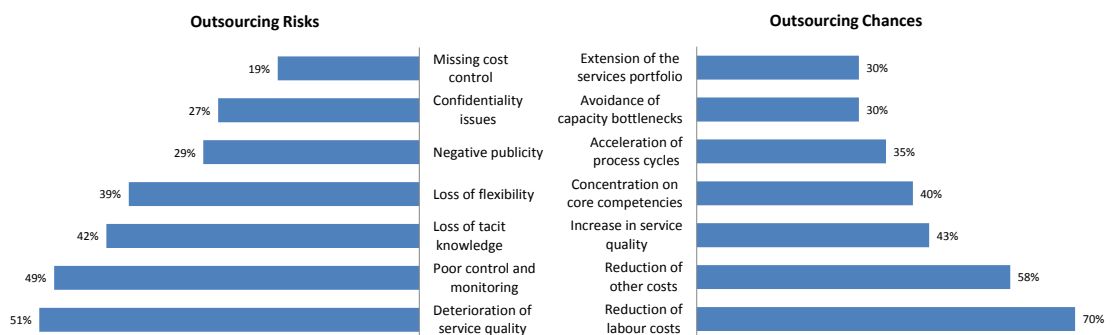 Outsourcing Risks
19%
Missing cost
control
27%
Confidentiality
issues
29%
Negative publicity
39%
Loss of flexibility
42%
Loss of tacit
knowledge
49%
Poor control and
monitoring
51%
Deterioration of
service quality
Outsourcing Chances
Extension of the
services portfolio
30%
Avoidance of
capacity bottlenecks
30%
Acceleration of
process cycles
35%
Concentration on
core competencies
40%
Increase in service
quality
43%
Reduction of
other costs
58%
Reduction of
labour costs
70%